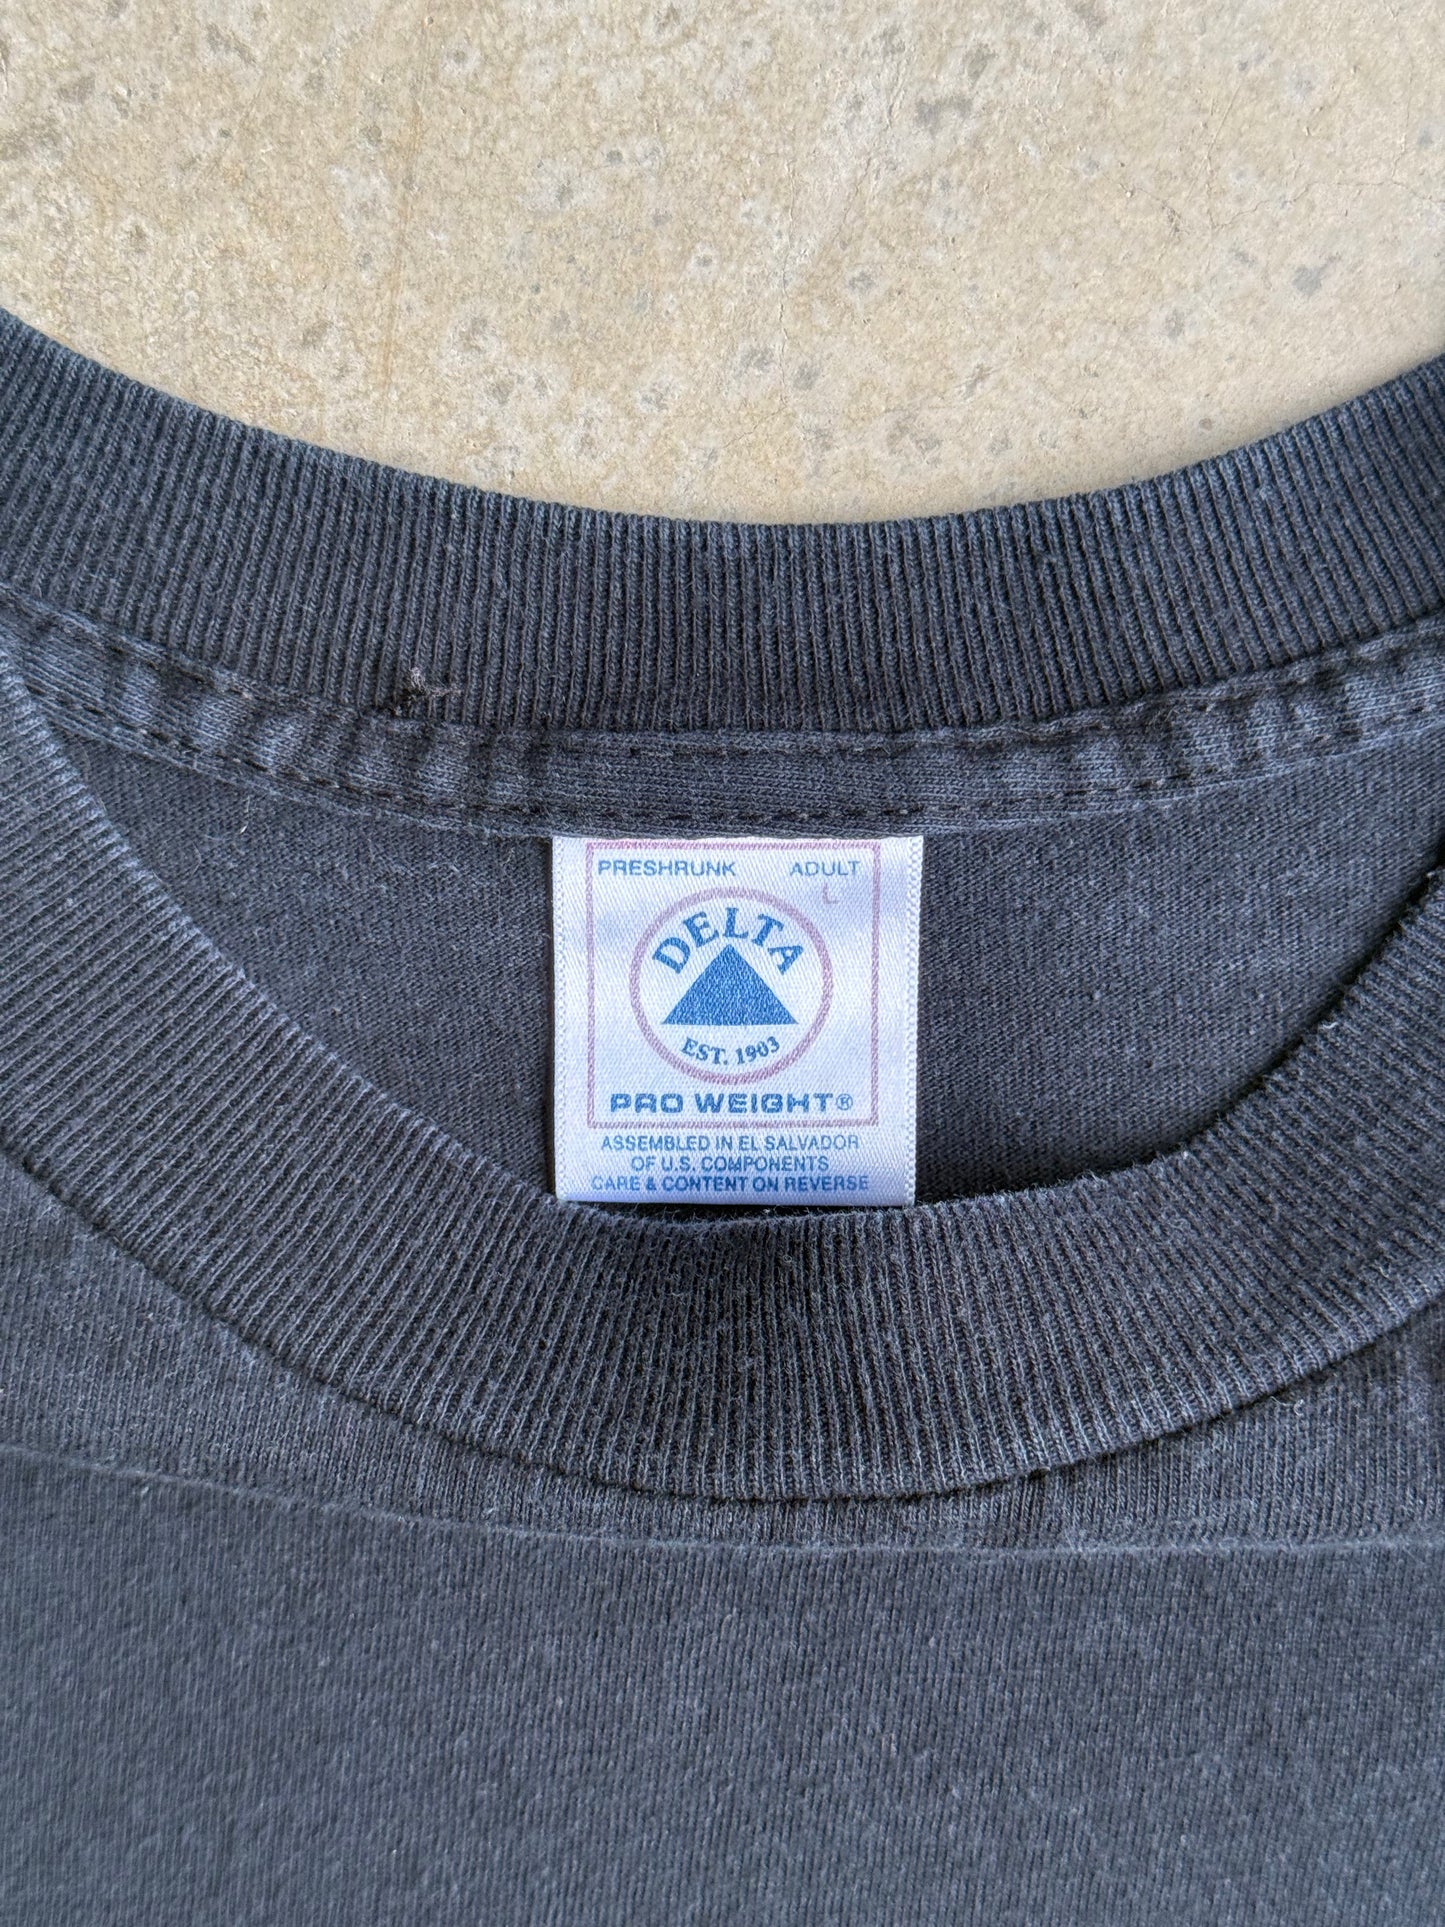 PRESHRUNK ADULT
L
DELTA
EST. 1903
PRO WEIGHT®
ASSEMBLED IN EL SALVADOR
OF U.S. COMPONENTS
CARE & CONTENT ON REVERSE